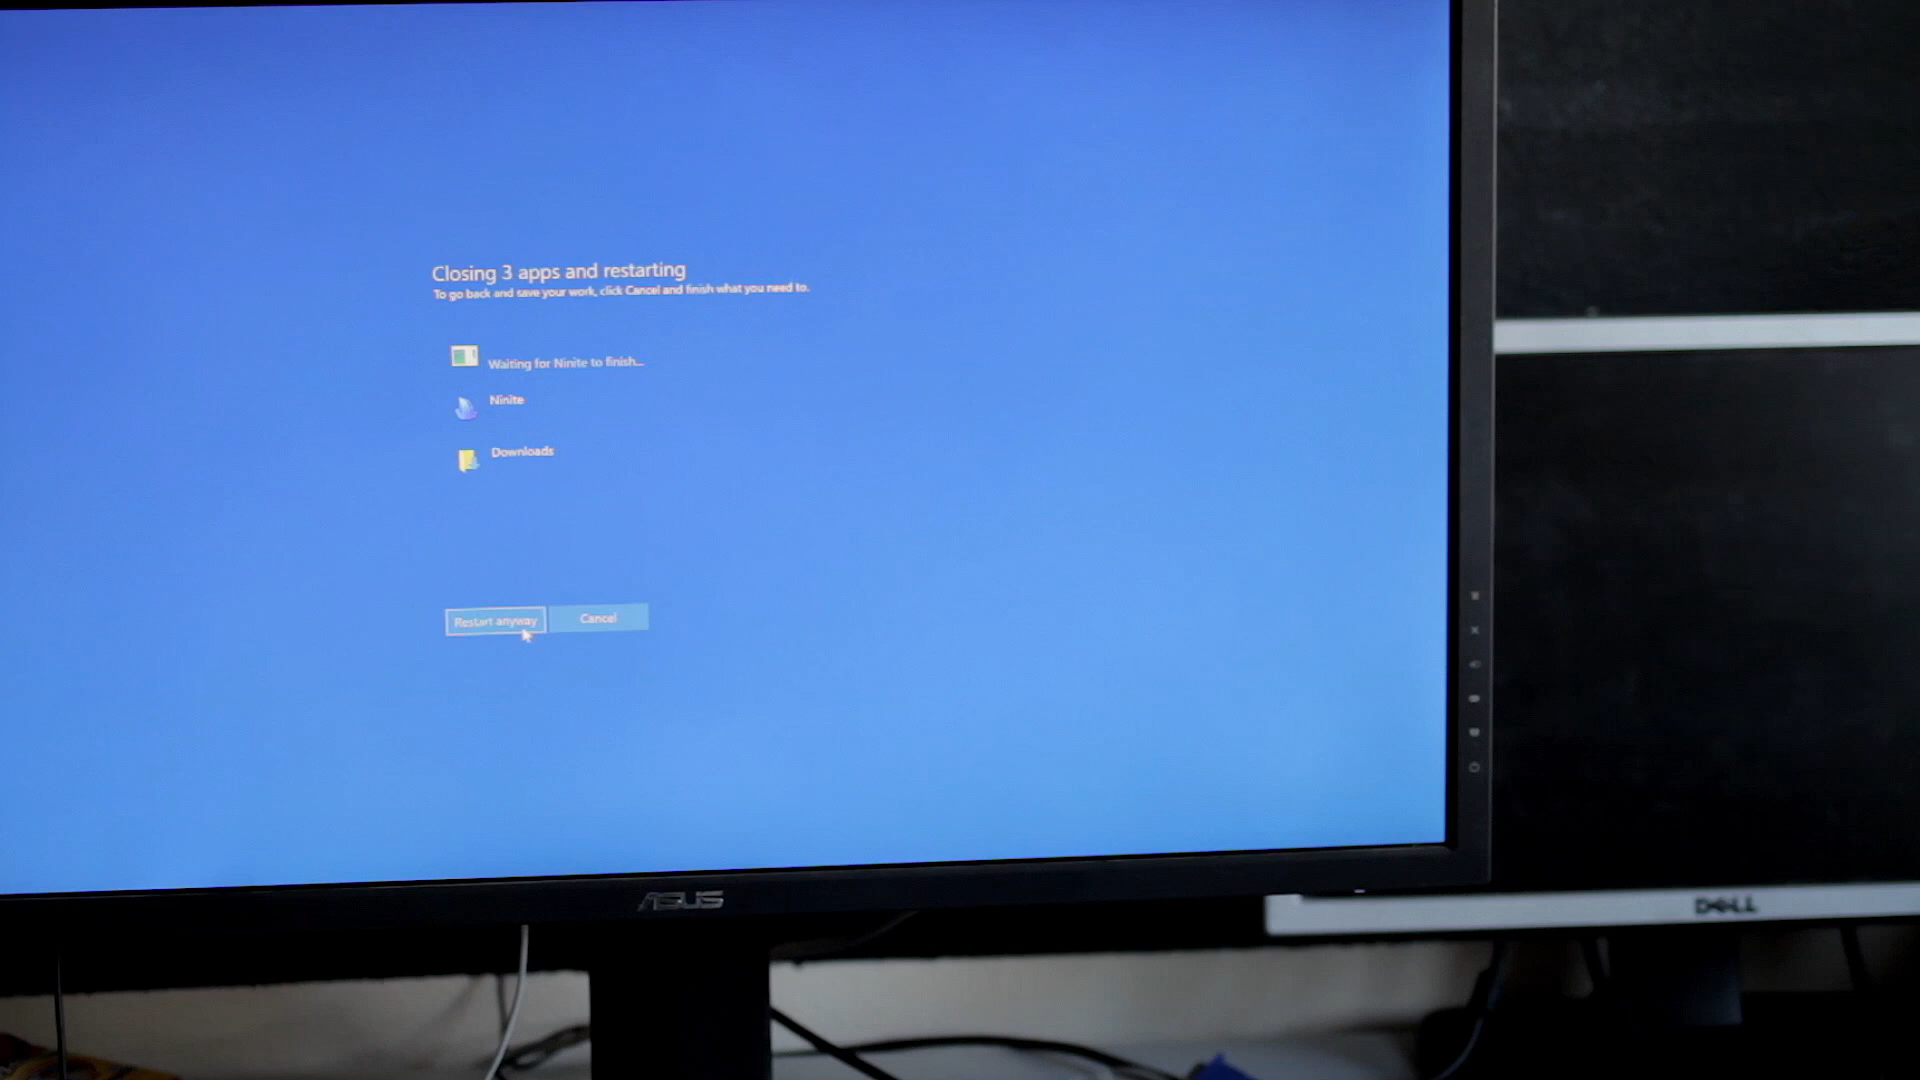 Closing 3 apps and restarting
To go back and save your work, click Cancel and finish what you need to.
Waiting for Ninite to finish...
Ninite
Downloads
Restart anyway
Cancel
ASUS
DELL